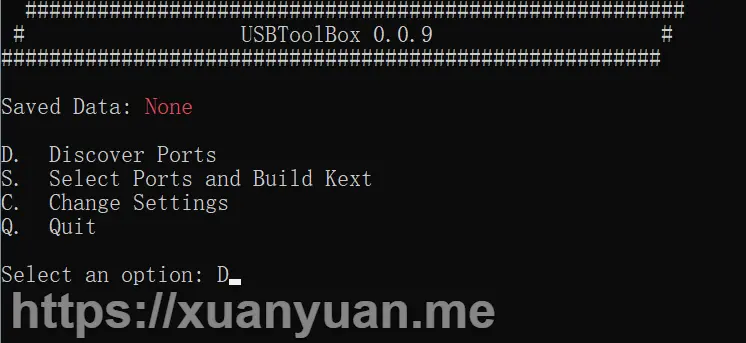 #######################################################
# USBToolBox 0.0.9 #
#######################################################
Saved Data: None
D. Discover Ports
S. Select Ports and Build Kext
C. Change Settings
Q. Quit
Select an option: D
https://xuanyuan.me